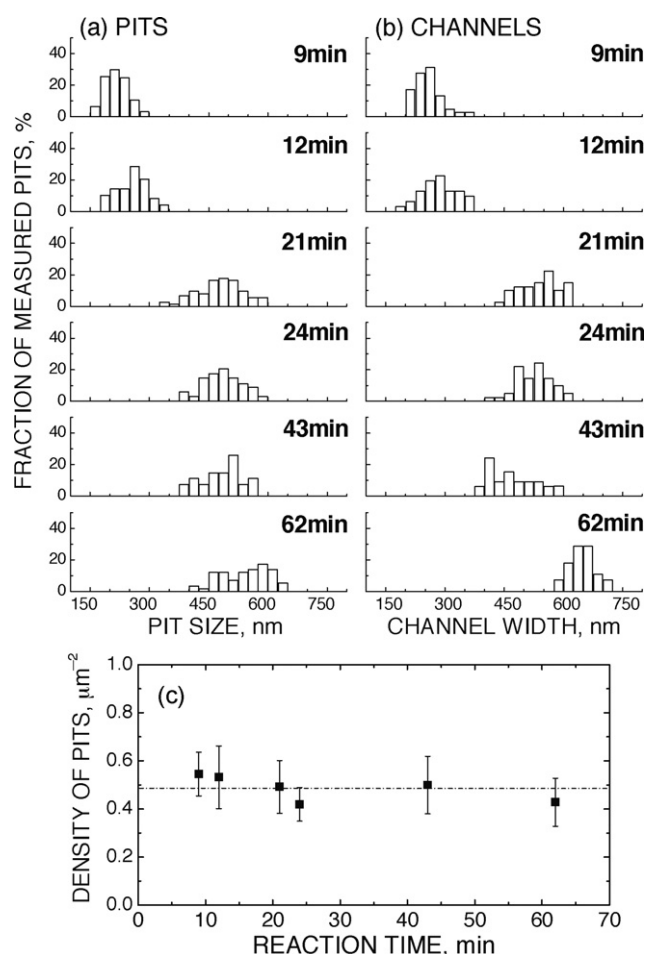 (a) PITS
(b) CHANNELS
FRACTION OF MEASURED PITS, %
40 9min 9min
20
0
40 12min 12min
20
0
40 21min 21min
20
0
40 24min 24min
20
0
40 43min 43min
20
0
40 62min 62min
20
0
150 300 450 600 750 150 300 450 600 750
PIT SIZE, nm CHANNEL WIDTH, nm
(c)
DENSITY OF PITS, μm⁻²
1.0
0.8
0.6
0.4
0.2
0.0
0 10 20 30 40 50 60 70
REACTION TIME, min